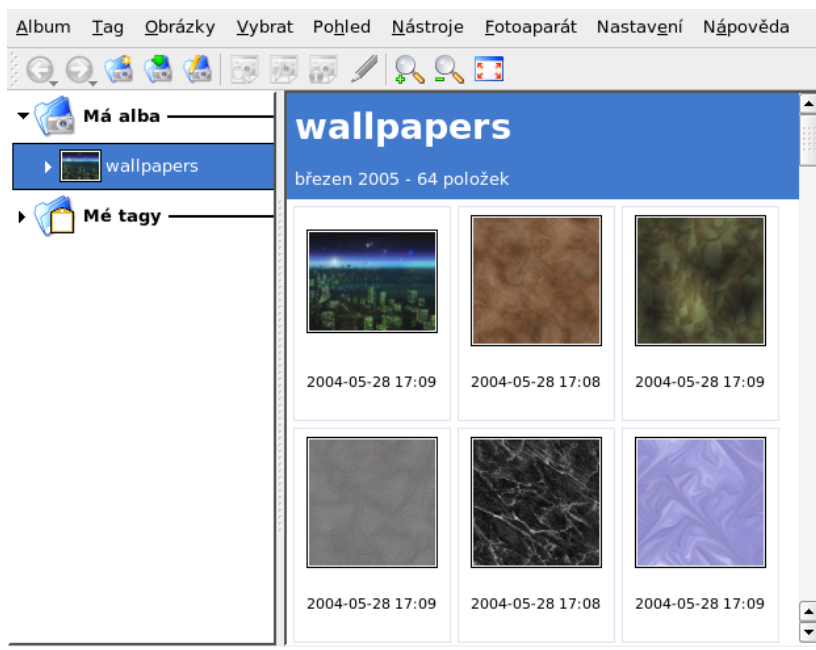 Album Tag Obrázky Vybrat Pohled Nástroje Fotoaparát Nastavení Nápověda
Má alba
wallpapers
Mé tagy
wallpapers
březen 2005 - 64 položek
2004-05-28 17:09 2004-05-28 17:08 2004-05-28 17:09
2004-05-28 17:09 2004-05-28 17:08 2004-05-28 17:09